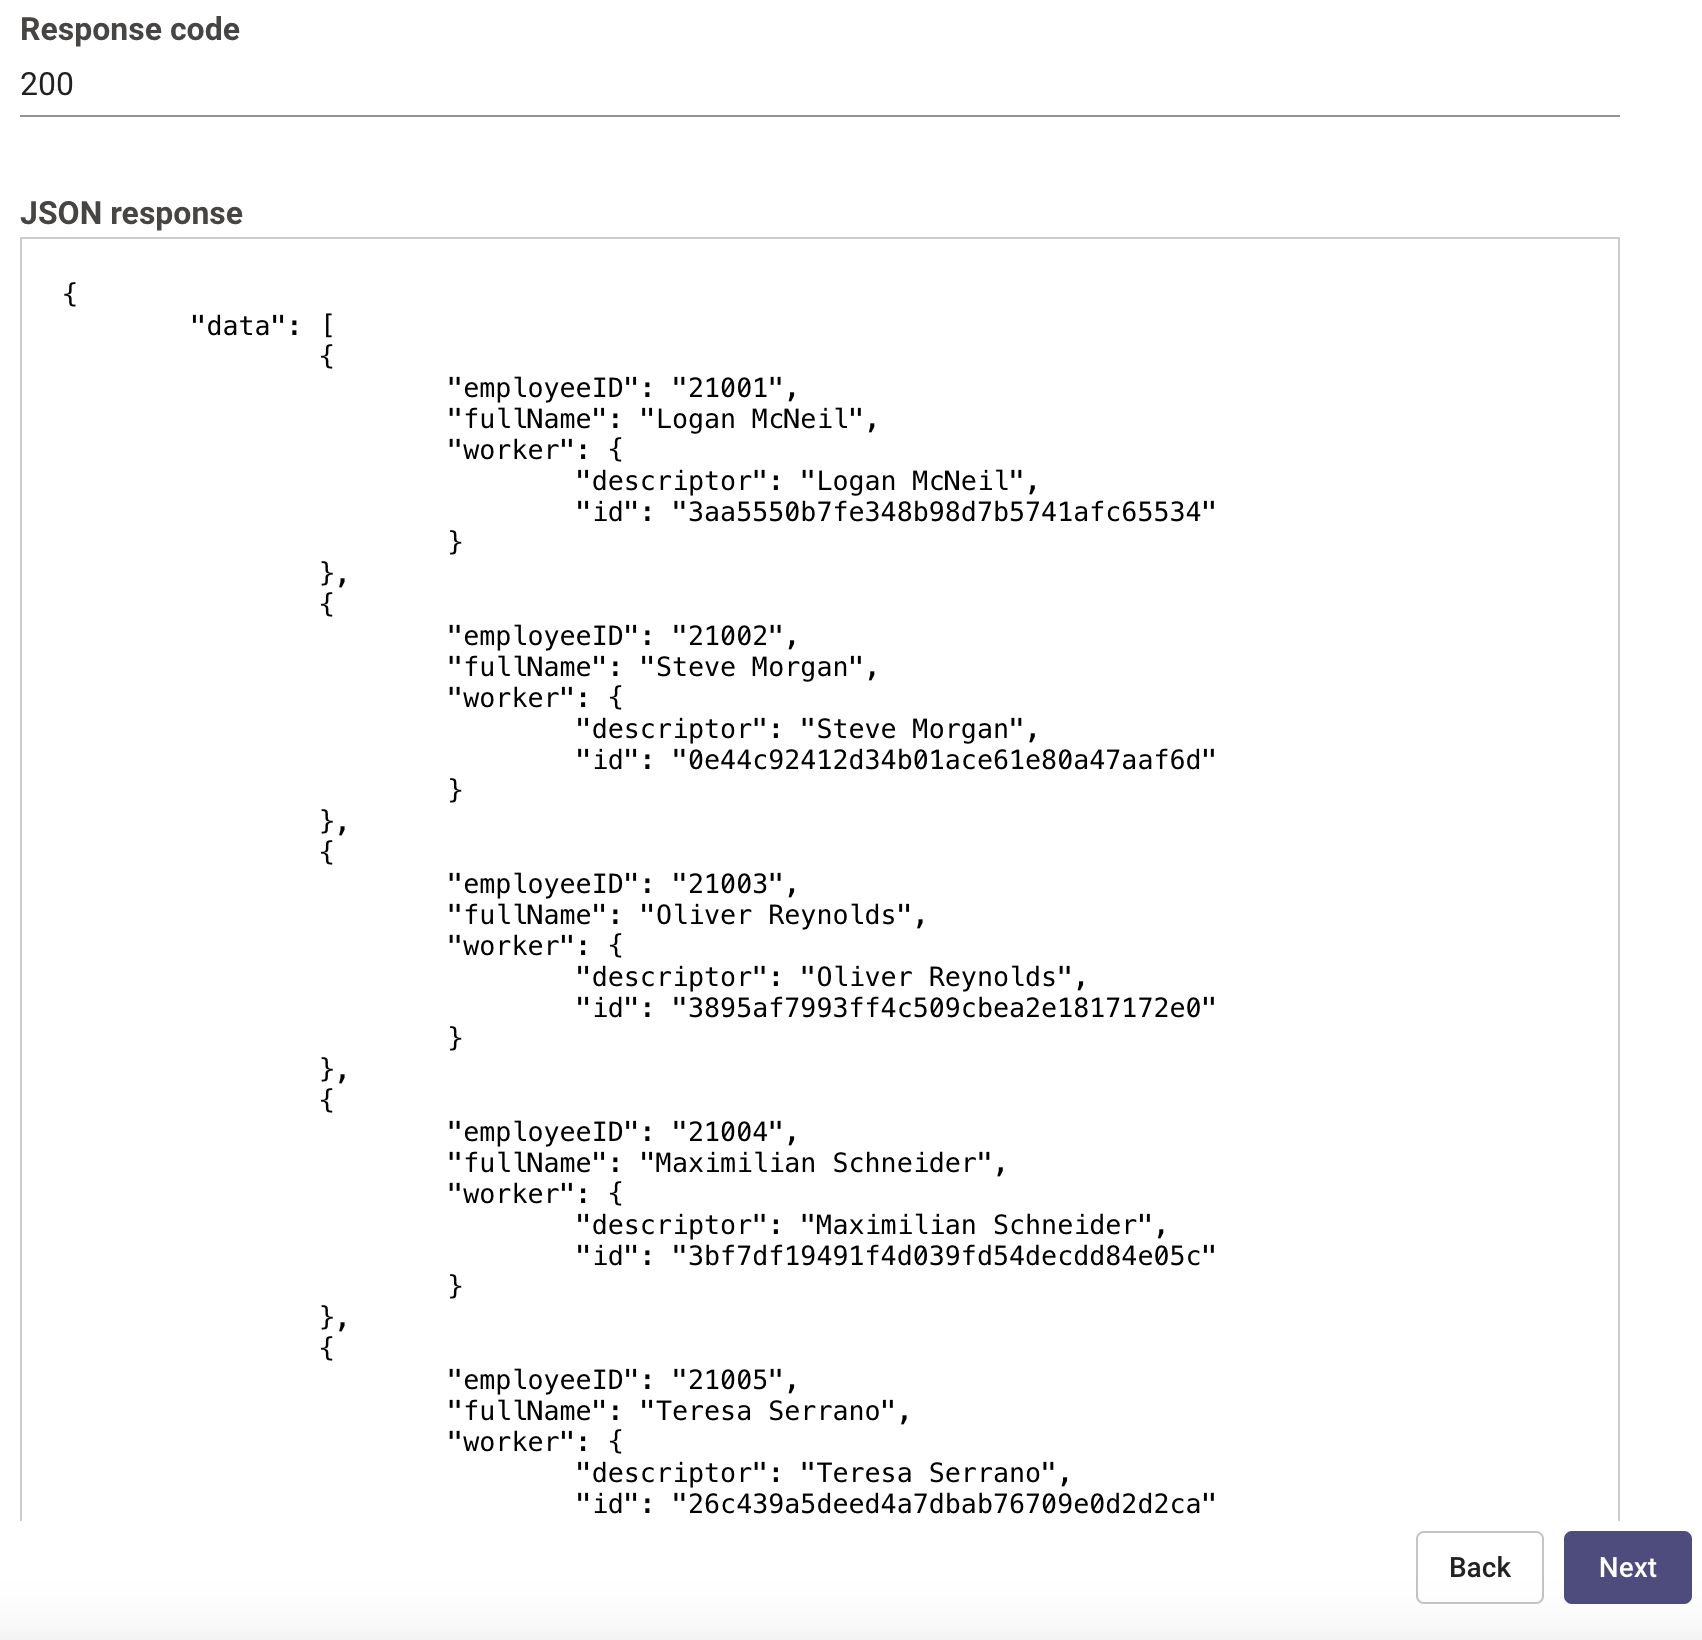 Response code
200
JSON response
{
"data": [
{
"employeeID": "21001",
"fullName": "Logan McNeil",
"worker": {
"descriptor": "Logan McNeil",
"id": "3aa5550b7fe348b98d7b5741afc65534"
}
},
{
"employeeID": "21002",
"fullName": "Steve Morgan",
"worker": {
"descriptor": "Steve Morgan",
"id": "0e44c92412d34b01ace61e80a47aaf6d"
}
},
{
"employeeID": "21003",
"fullName": "Oliver Reynolds",
"worker": {
"descriptor": "Oliver Reynolds",
"id": "3895af7993ff4c509cbea2e1817172e0"
}
},
{
"employeeID": "21004",
"fullName": "Maximilian Schneider",
"worker": {
"descriptor": "Maximilian Schneider",
"id": "3bf7df19491f4d039fd54decdd84e05c"
}
},
{
"employeeID": "21005",
"fullName": "Teresa Serrano",
"worker": {
"descriptor": "Teresa Serrano",
"id": "26c439a5deed4a7dbab76709e0d2d2ca"
Back
Next